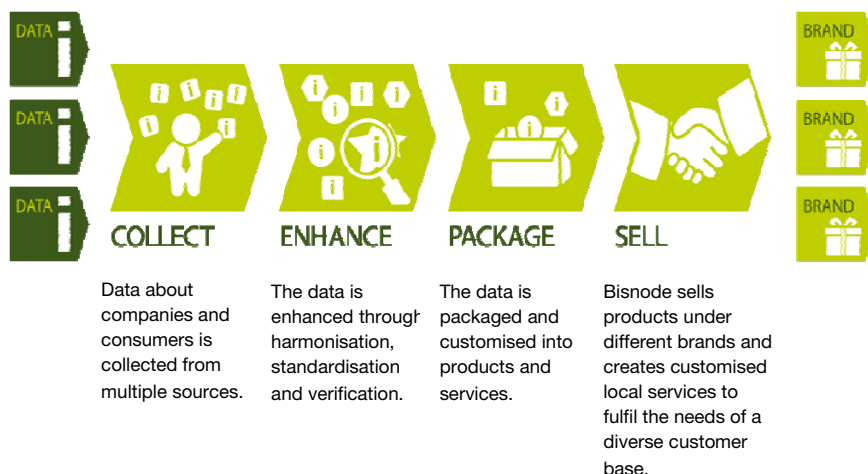 DATA
DATA
DATA
BRAND
BRAND
BRAND
COLLECT
Data about
companies and
consumers is
collected from
multiple sources.
ENHANCE
The data is
enhanced through
harmonisation,
standardisation
and verification.
PACKAGE
The data is
packaged and
customised into
products and
services.
SELL
Bisnode sells
products under
different brands and
creates customised
local services to
fulfil the needs of a
diverse customer
base.